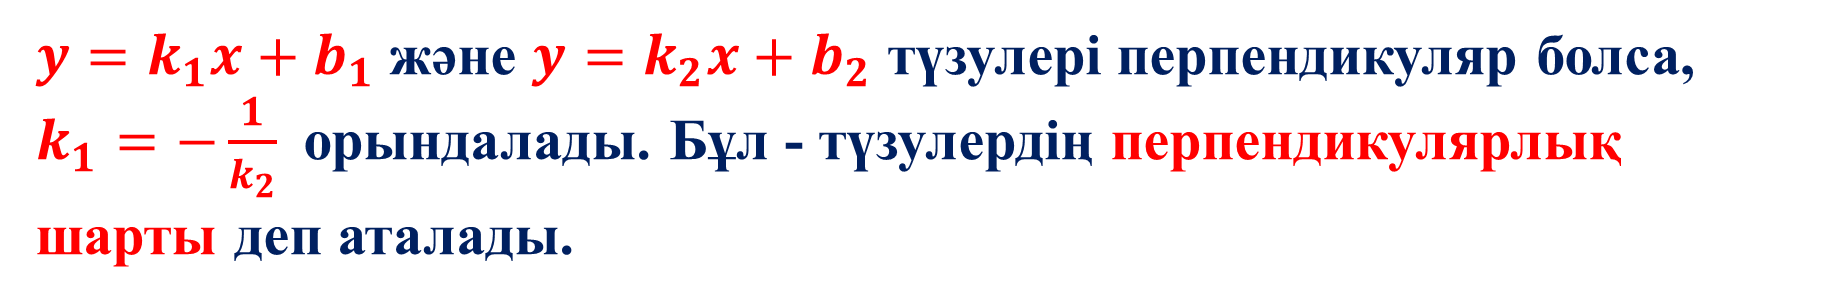 y = k₁x + b₁ және y = k₂x + b₂ түзулері перпендикуляр болса,
k₁ = −1/k₂ орындалады. Бұл - түзулердің перпендикулярлық
шарты деп аталады.